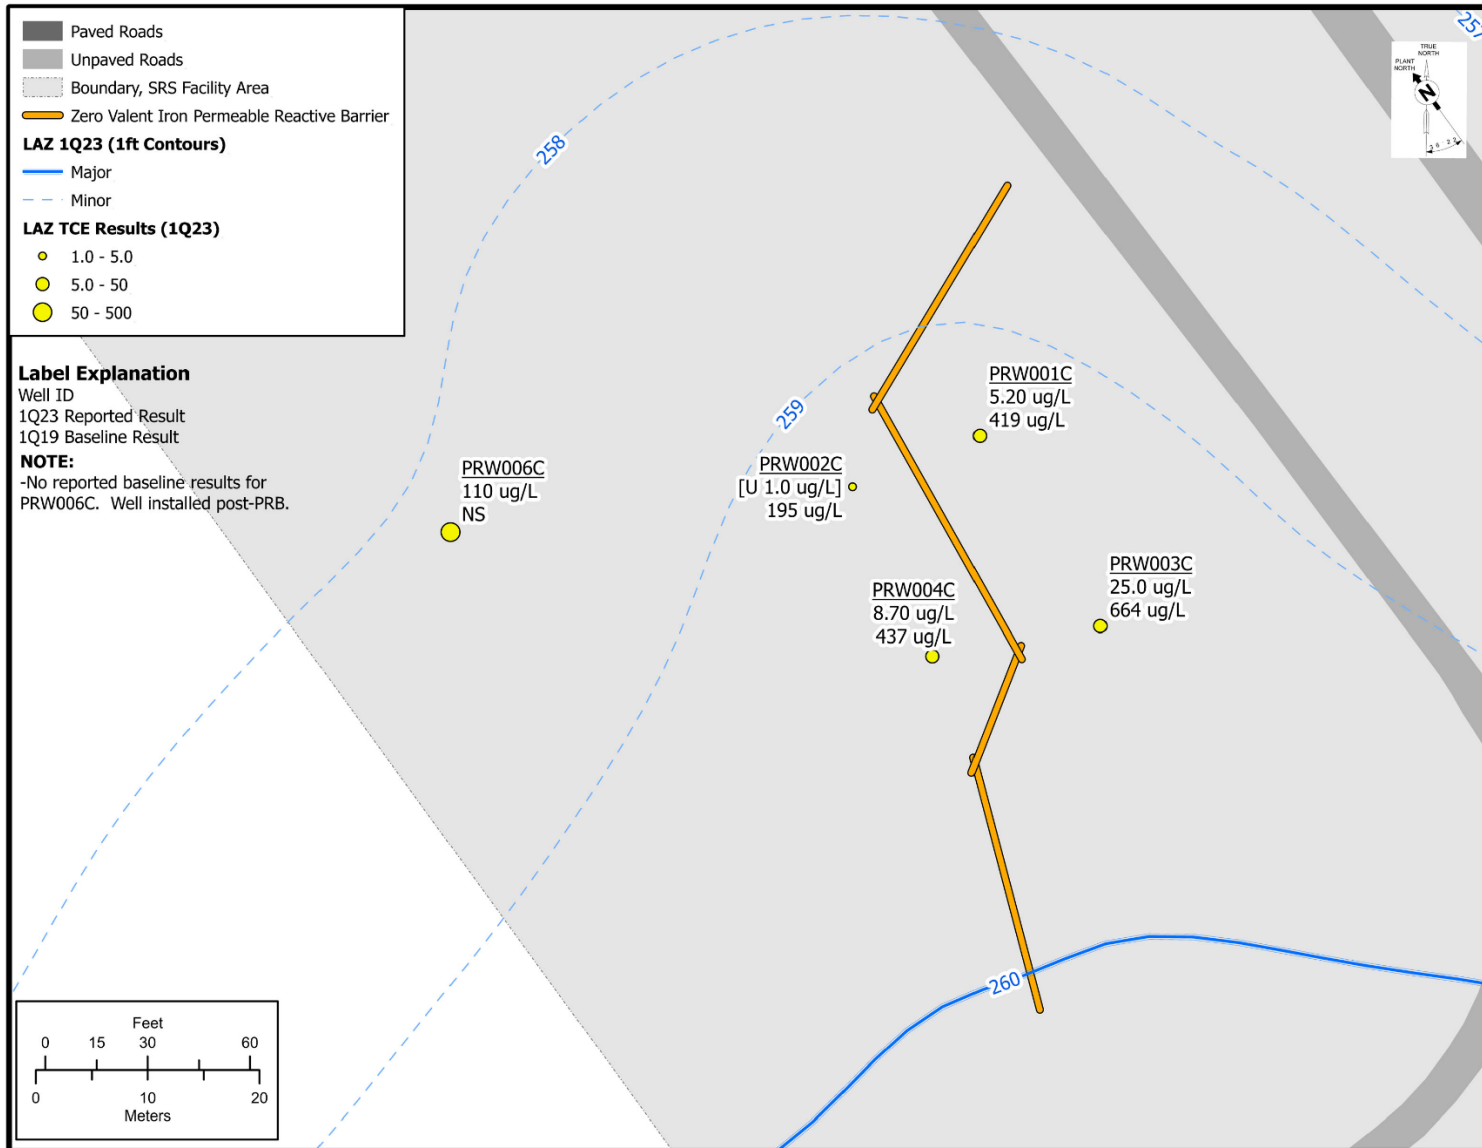 Paved Roads
Unpaved Roads
Boundary, SRS Facility Area
Zero Valent Iron Permeable Reactive Barrier
LAZ 1Q23 (1ft Contours)
Major
Minor
LAZ TCE Results (1Q23)
1.0 - 5.0
5.0 - 50
50 - 500
Label Explanation
Well ID
1Q23 Reported Result
1Q19 Baseline Result
NOTE:
-No reported baseline results for
PRW006C. Well installed post-PRB.
257
TRUE
NORTH
PLANT
NORTH
N
258
259
260
PRW001C
5.20 ug/L
419 ug/L
PRW002C
[U 1.0 ug/L]
195 ug/L
PRW006C
110 ug/L
NS
PRW003C
25.0 ug/L
664 ug/L
PRW004C
8.70 ug/L
437 ug/L
Feet
0 15 30 60
0 10 20
Meters